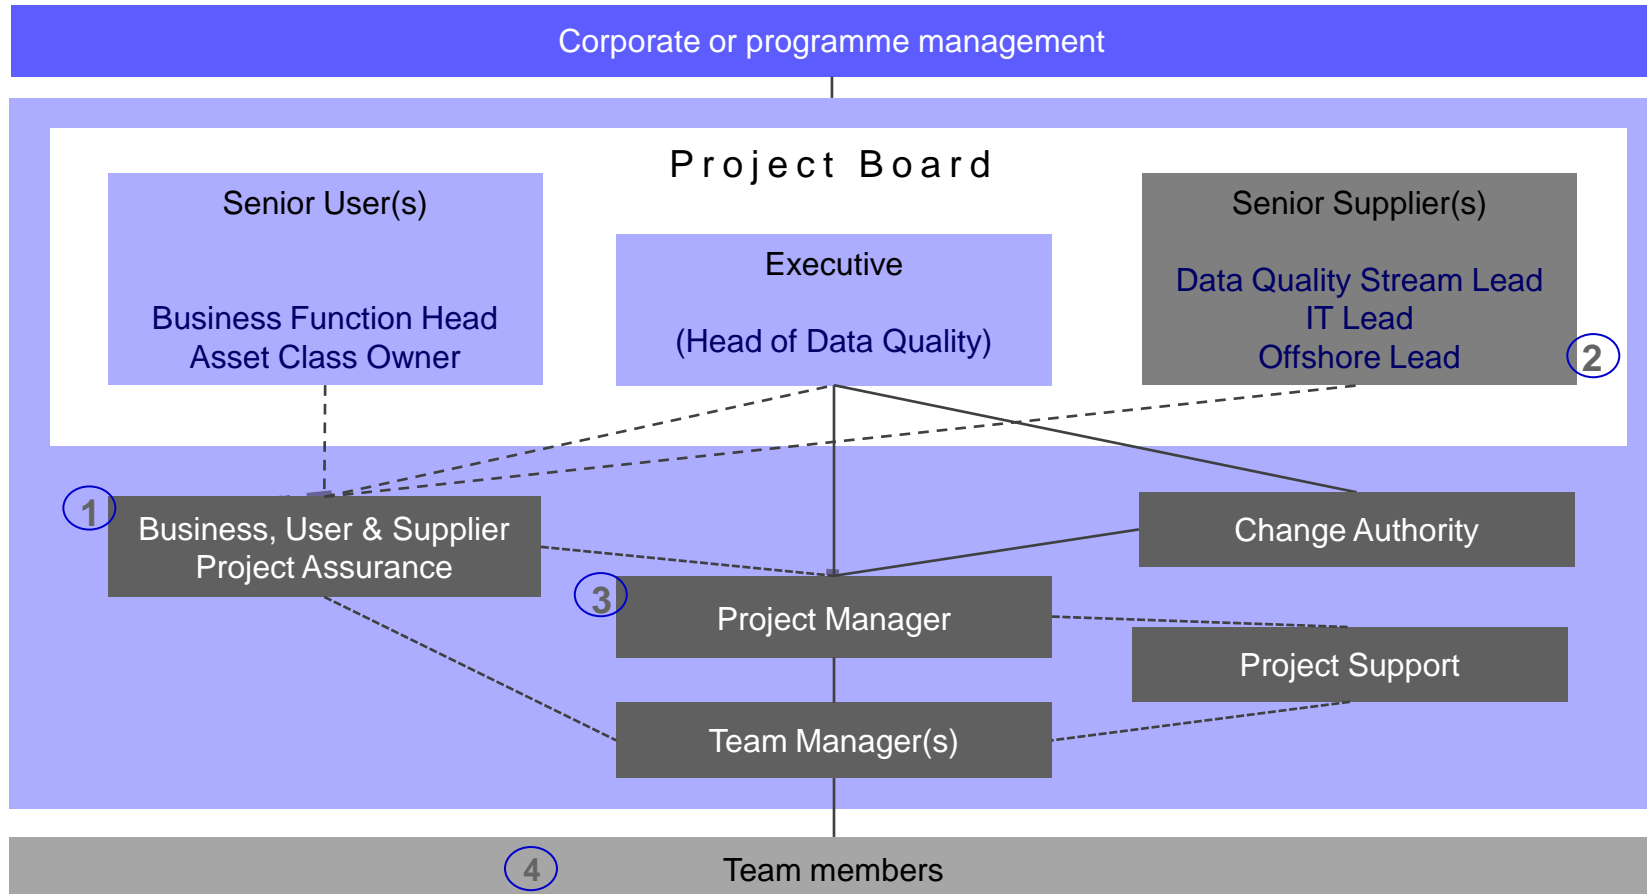 Corporate or programme management
Project Board
Senior User(s)
Business Function Head
Asset Class Owner
Executive
(Head of Data Quality)
Senior Supplier(s)
Data Quality Stream Lead
IT Lead
Offshore Lead
2
1
Business, User & Supplier
Project Assurance
Change Authority
3
Project Manager
Project Support
Team Manager(s)
4
Team members